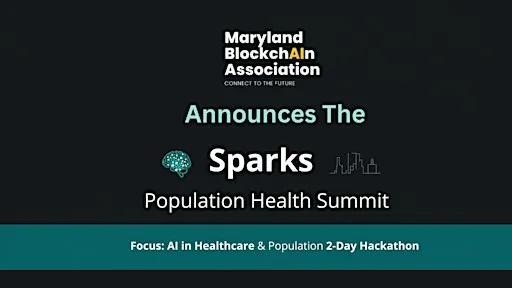 Maryland
BlockchAIn
Association
CONNECT TO THE FUTURE
Announces The
Sparks
Population Health Summit
Focus: AI in Healthcare & Population 2-Day Hackathon